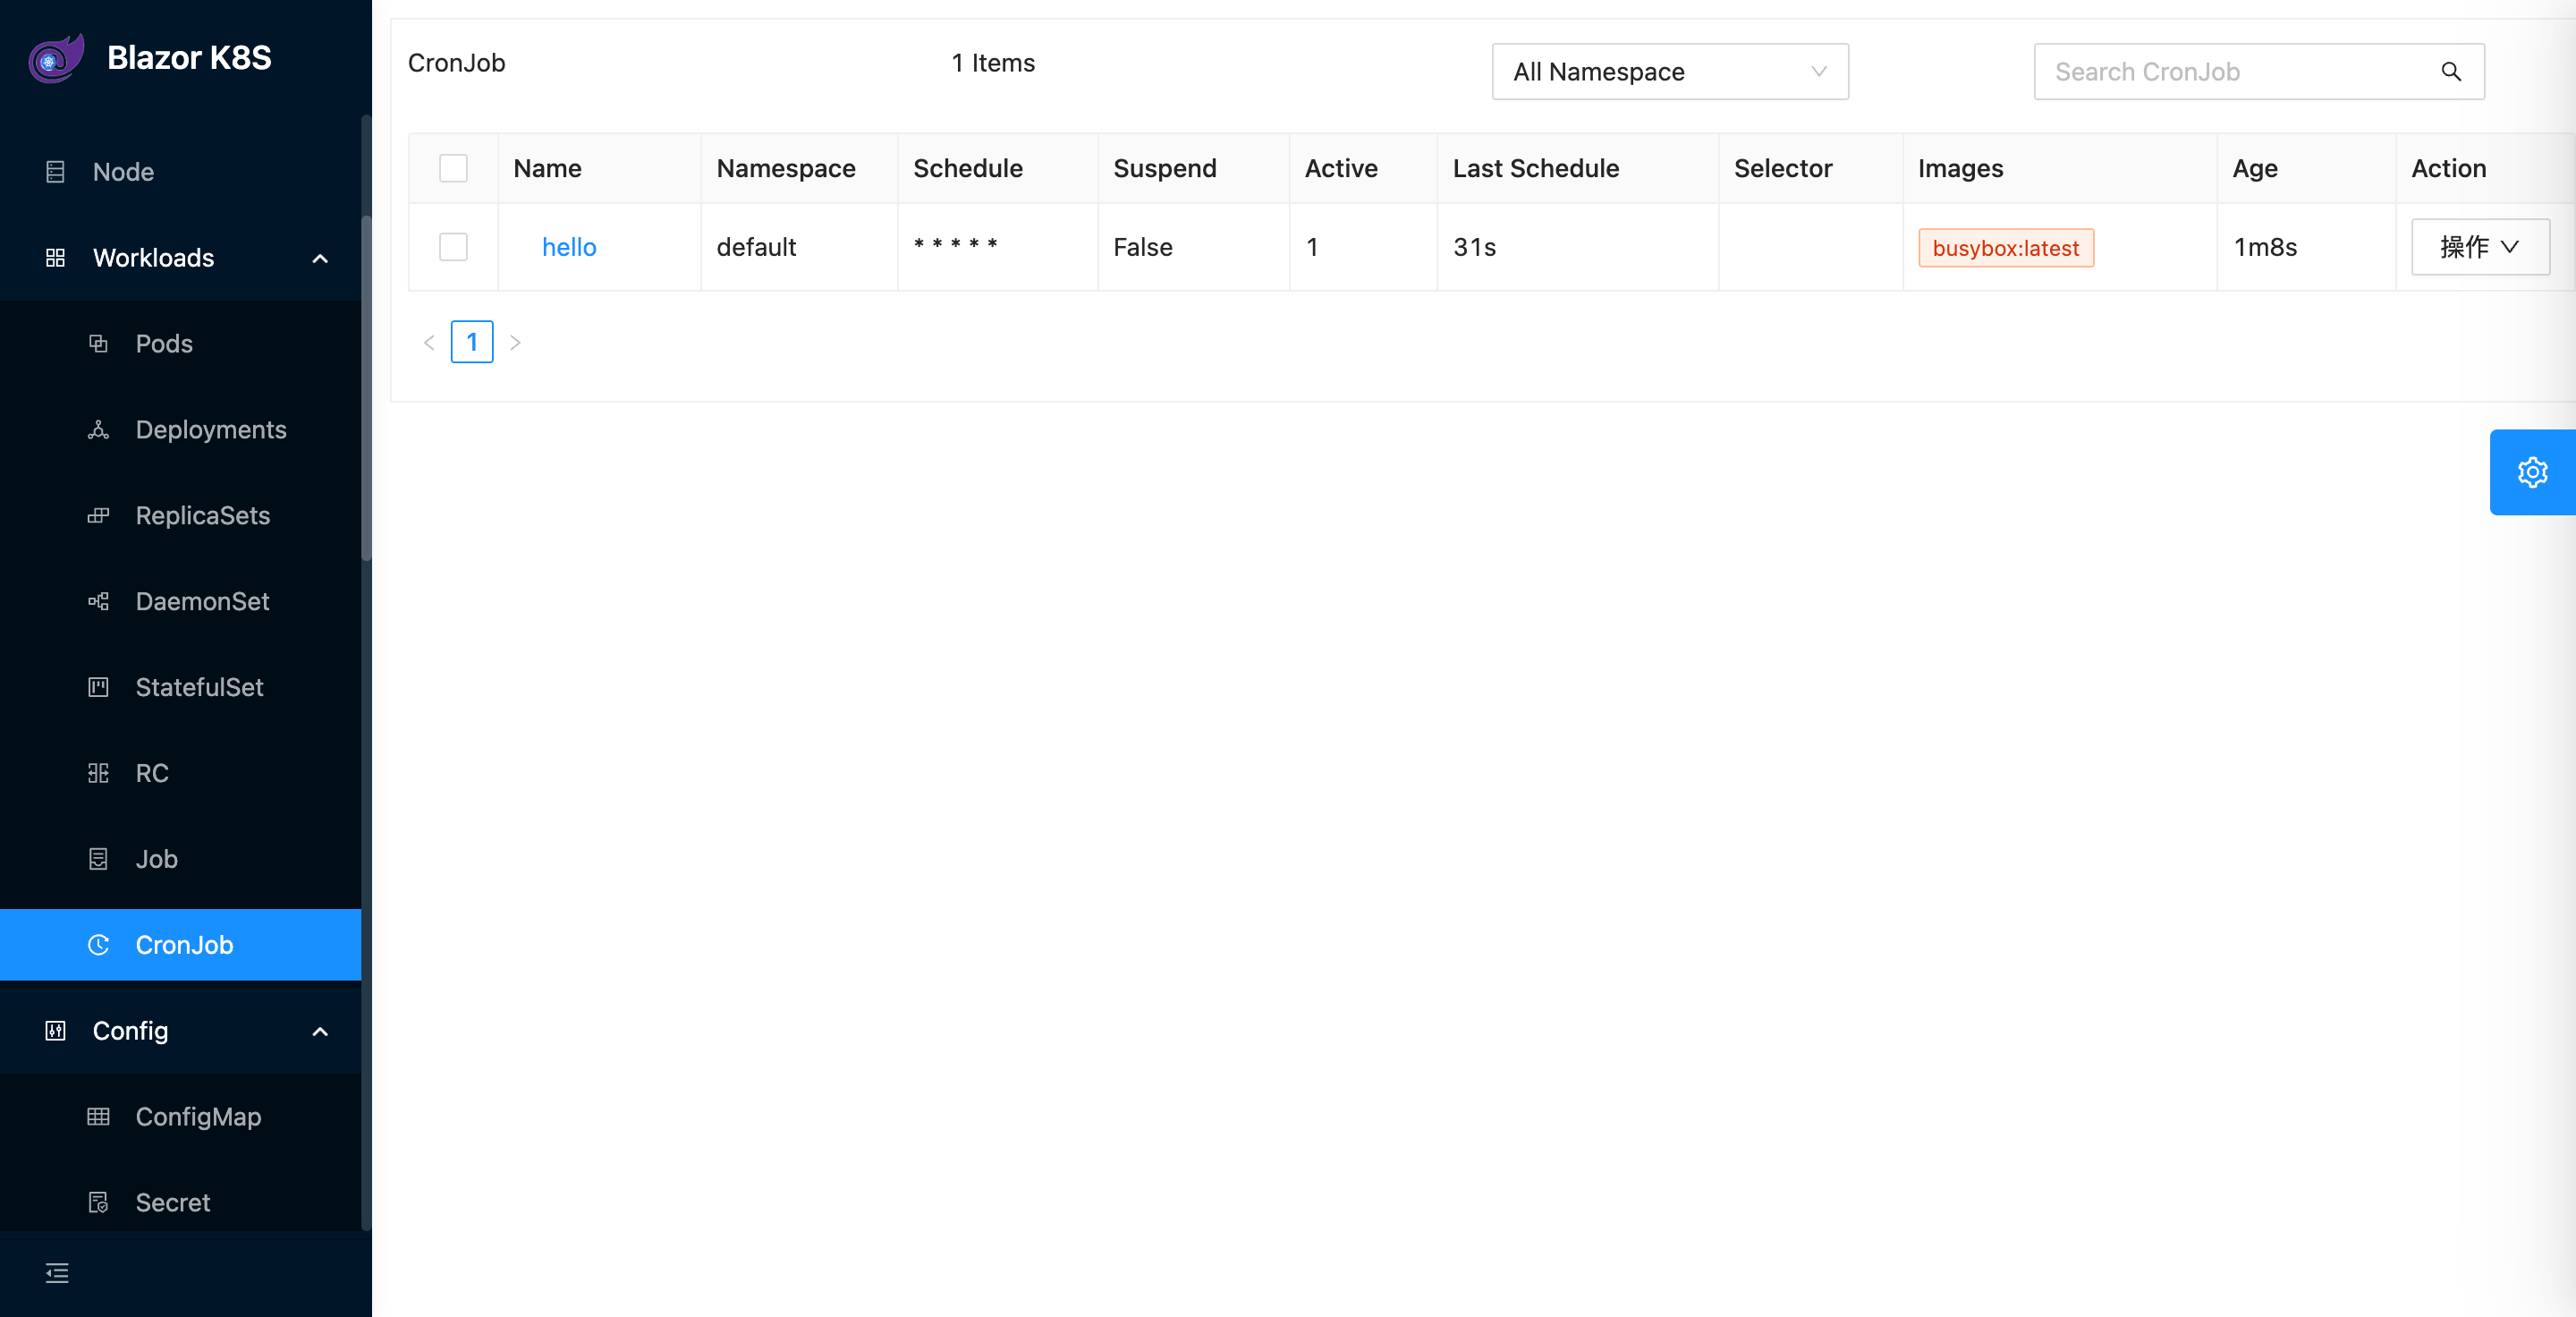 Blazor K8S
Node
Workloads
Pods
Deployments
ReplicaSets
DaemonSet
StatefulSet
RC
Job
CronJob
Config
ConfigMap
Secret
CronJob 1 Items All Namespace Search CronJob
Name Namespace Schedule Suspend Active Last Schedule Selector Images Age Action
hello default * * * * * False 1 31s busybox:latest 1m8s 操作
1